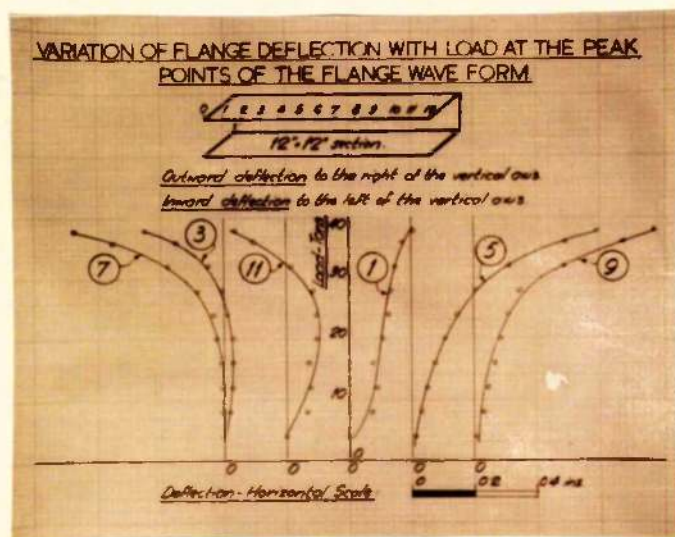 VARIATION OF FLANGE DEFLECTION WITH LOAD AT THE PEAK
POINTS OF THE FLANGE WAVE FORM
0 1 2 3 4 5 6 7 8 9 10 11 12
12" × 12" section.
Outward deflection to the right of the vertical axis
Inward deflection to the left of the vertical axis
Load-Tons
40
30
20
10
0
7
3
11
1
5
9
0 0 0 0 0
Deflection - Horizontal Scale
0 0.2 0.4 ins